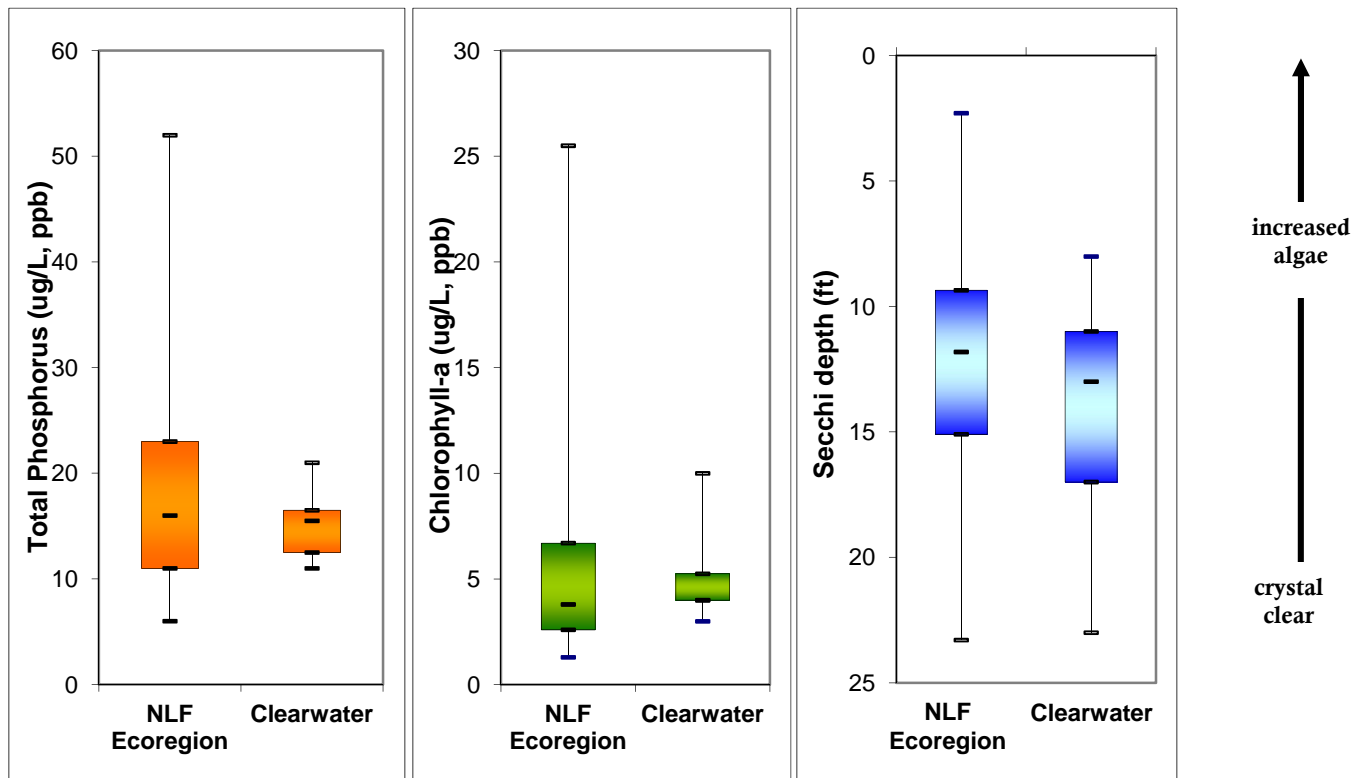 Total Phosphorus (ug/L, ppb)
60
50
40
30
20
10
0
NLF
Ecoregion
Clearwater
Chlorophyll-a (ug/L, ppb)
30
25
20
15
10
5
0
NLF
Ecoregion
Clearwater
Secchi depth (ft)
0
5
10
15
20
25
NLF
Ecoregion
Clearwater
increased
algae
crystal
clear